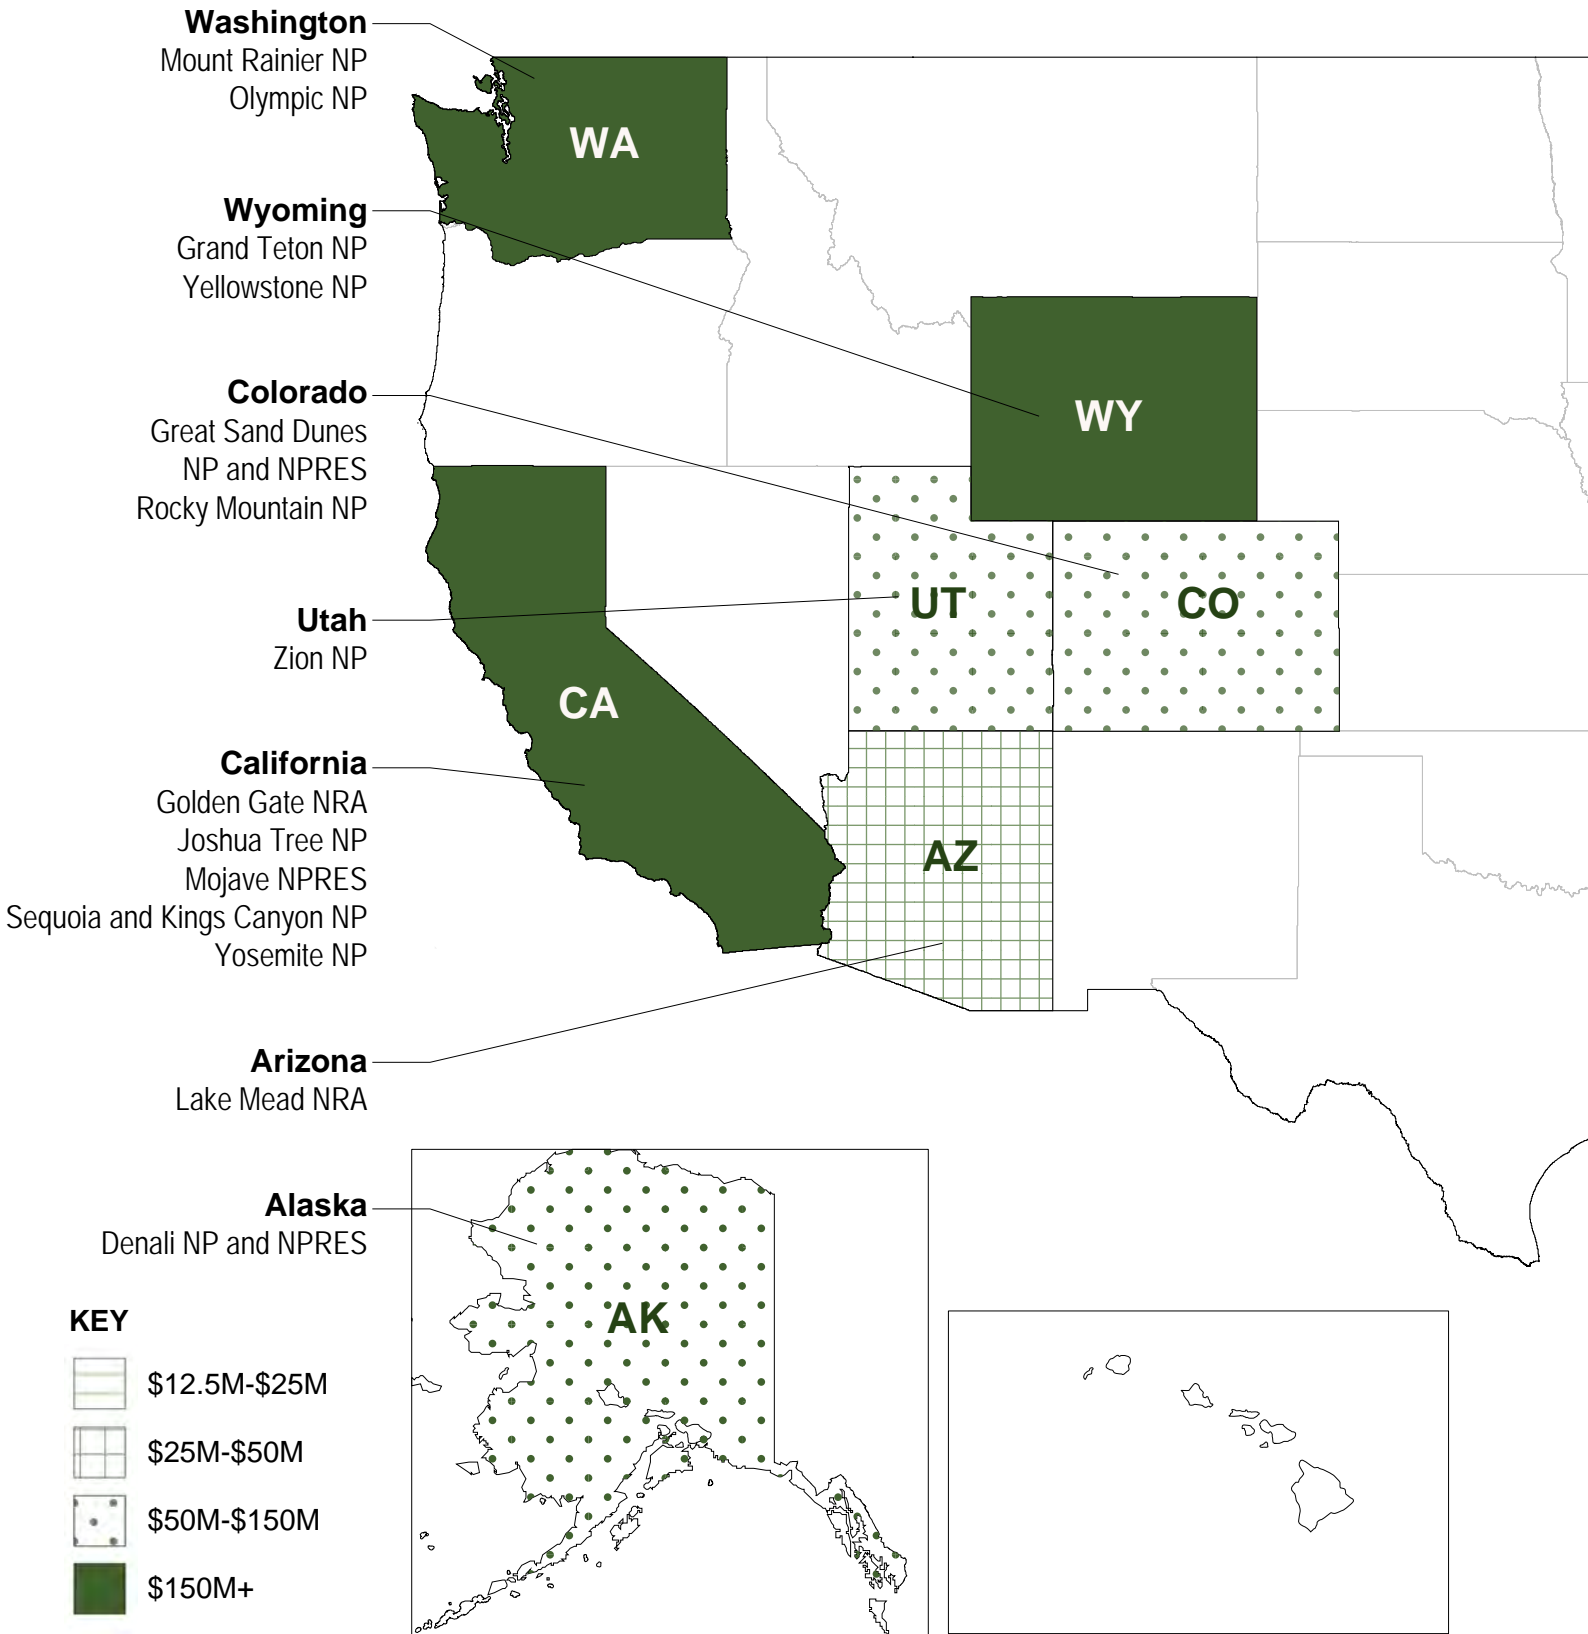 Washington
Mount Rainier NP
Olympic NP
WA
Wyoming
Grand Teton NP
Yellowstone NP
WY
Colorado
Great Sand Dunes
NP and NPRES
Rocky Mountain NP
UT
CO
Utah
Zion NP
CA
California
Golden Gate NRA
Joshua Tree NP
Mojave NPRES
Sequoia and Kings Canyon NP
Yosemite NP
AZ
Arizona
Lake Mead NRA
Alaska
Denali NP and NPRES
AK
KEY
$12.5M-$25M
$25M-$50M
$50M-$150M
$150M+